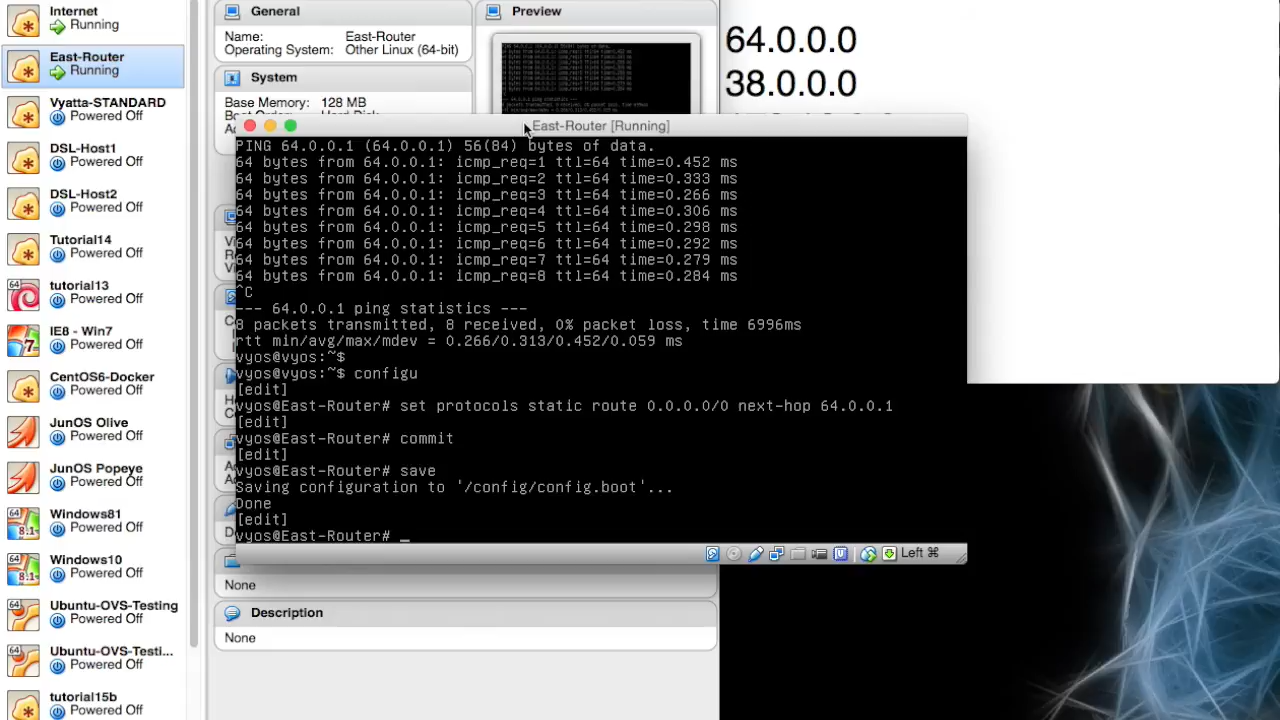 Internet
Running
East-Router
Running
Vyatta-STANDARD
Powered Off
DSL-Host1
Powered Off
DSL-Host2
Powered Off
Tutorial14
Powered Off
64
tutorial13
Powered Off
IE8 - Win7
Powered Off
CentOS6-Docker
Powered Off
JunOS Olive
Powered Off
JunOS Popeye
Powered Off
64
8.1
Windows81
Powered Off
64
8.1
Windows10
Powered Off
64
Ubuntu-OVS-Testing
Powered Off
64
Ubuntu-OVS-Testi...
Powered Off
tutorial15b
Powered Off
General
Name: East-Router
Operating System: Other Linux (64-bit)
System
Base Memory: 128 MB
Preview
64.0.0.0
38.0.0.0
East-Router [Running]
PING 64.0.0.1 (64.0.0.1) 56(84) bytes of data.
64 bytes from 64.0.0.1: icmp_req=1 ttl=64 time=0.452 ms
64 bytes from 64.0.0.1: icmp_req=2 ttl=64 time=0.333 ms
64 bytes from 64.0.0.1: icmp_req=3 ttl=64 time=0.266 ms
64 bytes from 64.0.0.1: icmp_req=4 ttl=64 time=0.306 ms
64 bytes from 64.0.0.1: icmp_req=5 ttl=64 time=0.298 ms
64 bytes from 64.0.0.1: icmp_req=6 ttl=64 time=0.292 ms
64 bytes from 64.0.0.1: icmp_req=7 ttl=64 time=0.279 ms
64 bytes from 64.0.0.1: icmp_req=8 ttl=64 time=0.284 ms
^C
--- 64.0.0.1 ping statistics ---
8 packets transmitted, 8 received, 0% packet loss, time 6996ms
rtt min/avg/max/mdev = 0.266/0.313/0.452/0.059 ms
vyos@vyos:~$
vyos@vyos:~$ configu
[edit]
vyos@East-Router# set protocols static route 0.0.0.0/0 next-hop 64.0.0.1
[edit]
vyos@East-Router# commit
[edit]
vyos@East-Router# save
Saving configuration to '/config/config.boot'...
Done
[edit]
vyos@East-Router# _
Left ⌘
None
Description
None